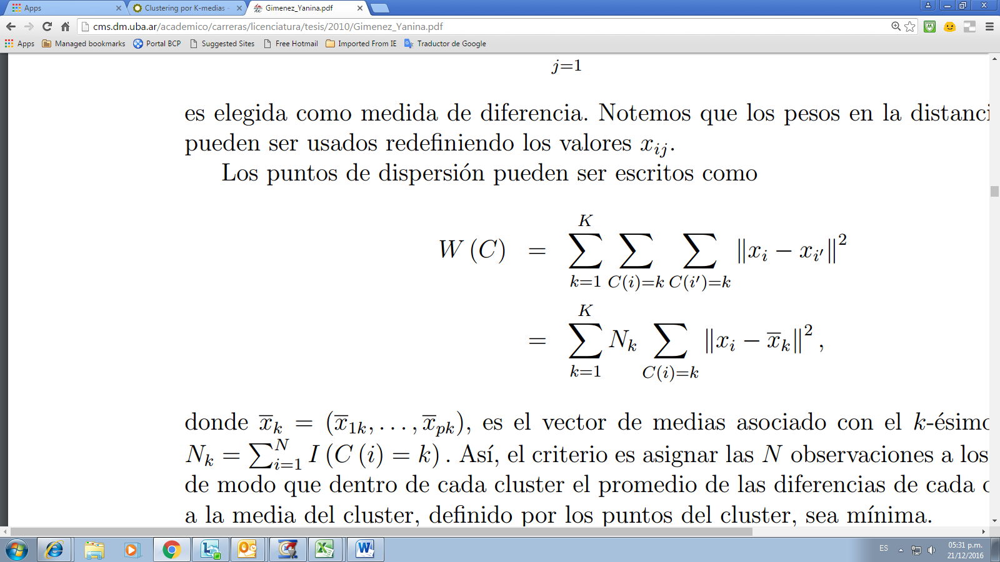 Apps
Clustering por K-medias -
Gimenez_Yanina.pdf
cms.dm.uba.ar/academico/carreras/licenciatura/tesis/2010/Gimenez_Yanina.pdf
Apps Managed bookmarks Portal BCP Suggested Sites Free Hotmail Imported From IE Traductor de Google
j=1
es elegida como medida de diferencia. Notemos que los pesos en la distanci
pueden ser usados redefiniendo los valores x_{ij}.
Los puntos de dispersión pueden ser escritos como
W (C) = \sum_{k=1}^{K} \sum_{C(i)=k} \sum_{C(i')=k} ‖x_i − x_{i'}‖^2
= \sum_{k=1}^{K} N_k \sum_{C(i)=k} ‖x_i − \overline{x}_k‖^2 ,
donde \overline{x}_k = (\overline{x}_{1k}, . . . , \overline{x}_{pk}), es el vector de medias asociado con el k-ésimo
N_k = \sum_{i=1}^{N} I (C (i) = k) . Así, el criterio es asignar las N observaciones a los
de modo que dentro de cada cluster el promedio de las diferencias de cada o
a la media del cluster, definido por los puntos del cluster, sea mínima.
ES
05:31 p.m.
21/12/2016